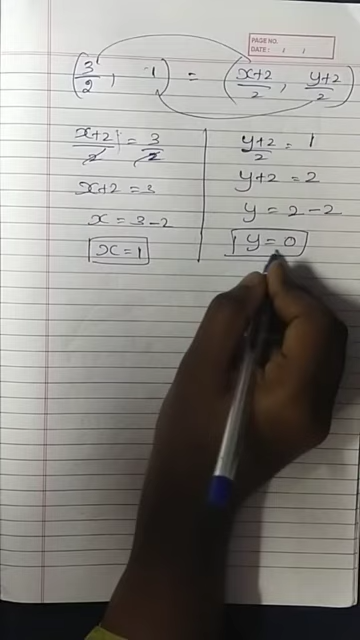 PAGE NO.
DATE: / /
(3/2, 1) = (x+2/2, y+2/2)
x+2/2 = 3/2
x+2 = 3
x = 3-2
x = 1
y+2/2 = 1
y+2 = 2
y = 2-2
y = 0